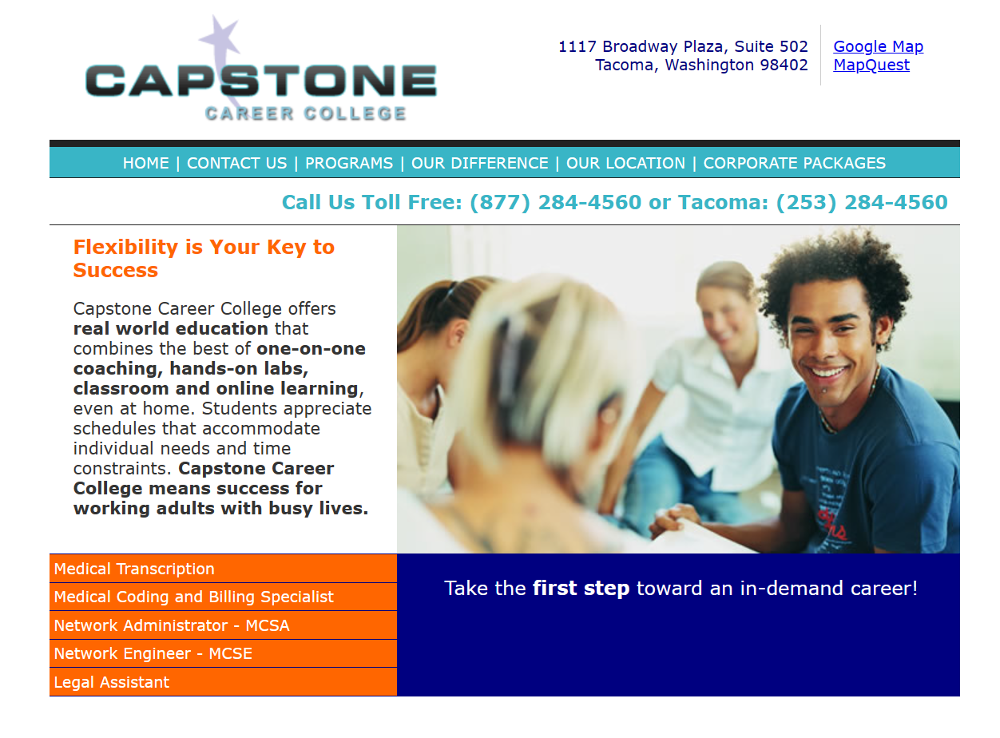 CAPSTONE
CAREER COLLEGE
1117 Broadway Plaza, Suite 502
Tacoma, Washington 98402
Google Map
MapQuest
HOME | CONTACT US | PROGRAMS | OUR DIFFERENCE | OUR LOCATION | CORPORATE PACKAGES
Call Us Toll Free: (877) 284-4560 or Tacoma: (253) 284-4560
Flexibility is Your Key to
Success
Capstone Career College offers
real world education that
combines the best of one-on-one
coaching, hands-on labs,
classroom and online learning,
even at home. Students appreciate
schedules that accommodate
individual needs and time
constraints. Capstone Career
College means success for
working adults with busy lives.
Medical Transcription
Medical Coding and Billing Specialist
Network Administrator - MCSA
Network Engineer - MCSE
Legal Assistant
Take the first step toward an in-demand career!